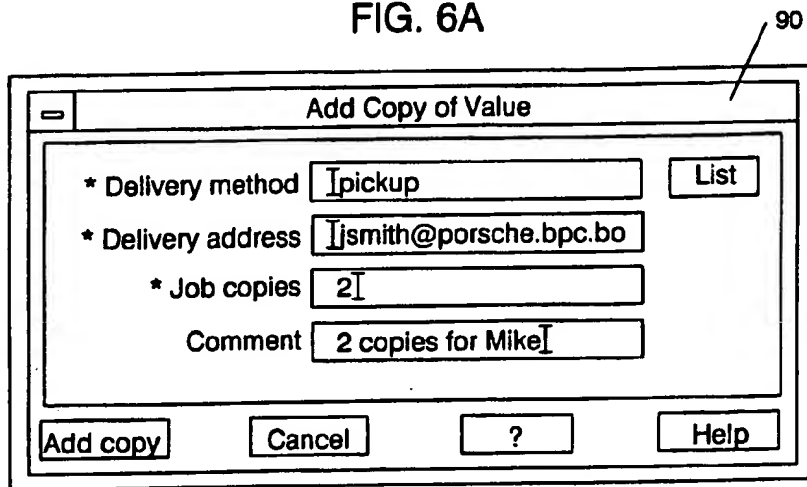 FIG. 6A
90
Add Copy of Value
* Delivery method pickup List
* Delivery address jsmith@porsche.bpc.bo
* Job copies 2
Comment 2 copies for Mike
Add copy Cancel ? Help